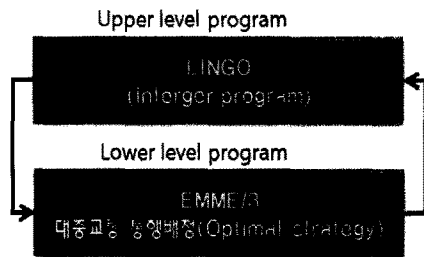 Upper level program
LINGO
(interger program)
Lower level program
EMME/3
대중교통 통행배정(Optimal strategy)